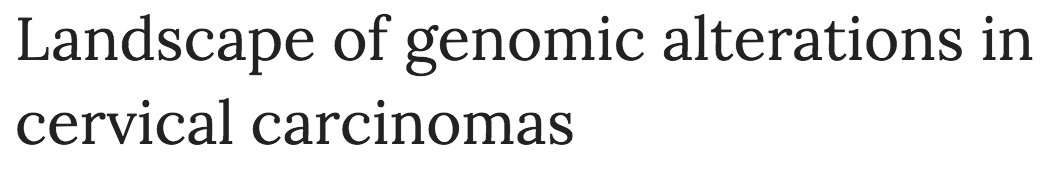 Landscape of genomic alterations in
cervical carcinomas